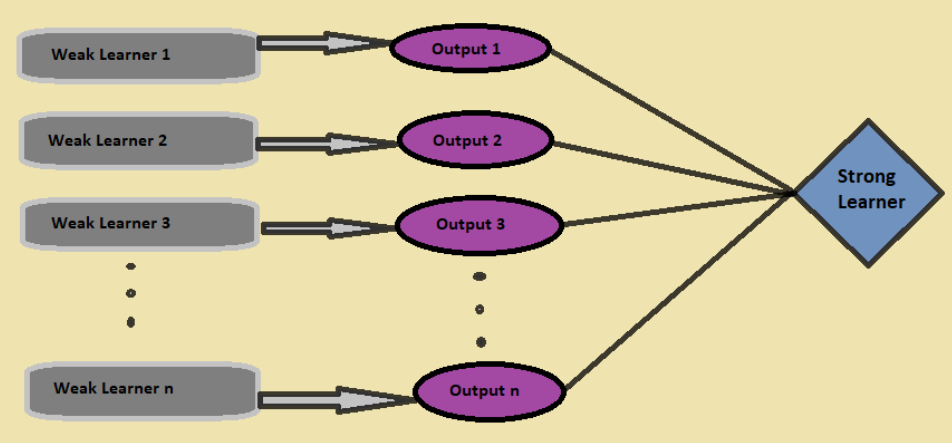 Weak Learner 1
Output 1
Weak Learner 2
Output 2
Weak Learner 3
Output 3
Weak Learner n
Output n
Strong
Learner